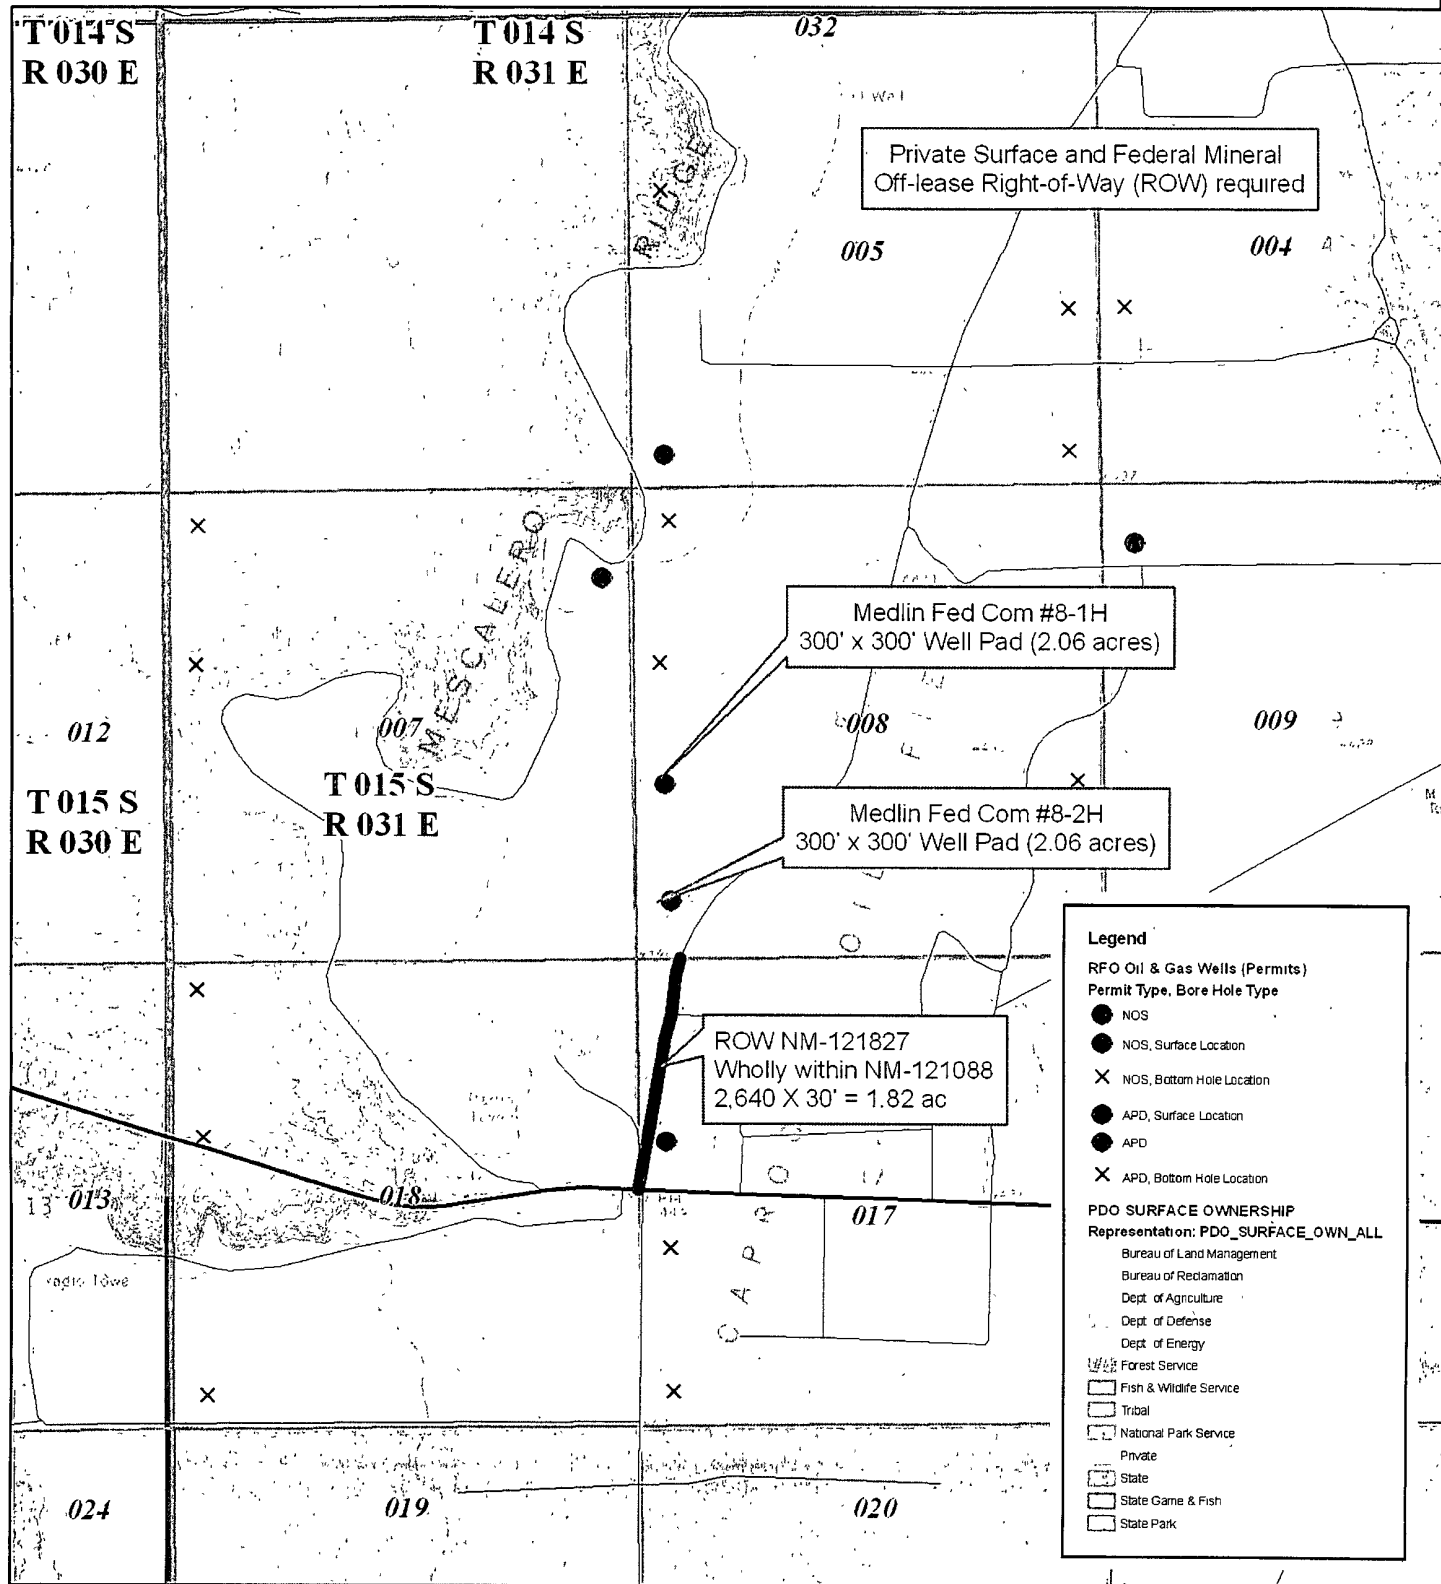 T 014 S
R 030 E
T 014 S
R 031 E
032
Private Surface and Federal Mineral
Off-lease Right-of-Way (ROW) required
RIDGE
005
004
Medlin Fed Com #8-1H
300' x 300' Well Pad (2.06 acres)
MESCALERO
012
007
008
009
T 015 S
R 030 E
T 015 S
R 031 E
Medlin Fed Com #8-2H
300' x 300' Well Pad (2.06 acres)
ROW NM-121827
Wholly within NM-121088
2,640 X 30' = 1.82 ac
13
013
018
017
CAPRO
OIL
024
019
020
Legend
RFO Oil & Gas Wells (Permits)
Permit Type, Bore Hole Type
NOS
NOS, Surface Location
NOS, Bottom Hole Location
APD, Surface Location
APD
APD, Bottom Hole Location
PDO SURFACE OWNERSHIP
Representation: PDO_SURFACE_OWN_ALL
Bureau of Land Management
Bureau of Reclamation
Dept of Agriculture
Dept of Defense
Dept of Energy
Forest Service
Fish & Wildlife Service
Tribal
National Park Service
Private
State
State Game & Fish
State Park